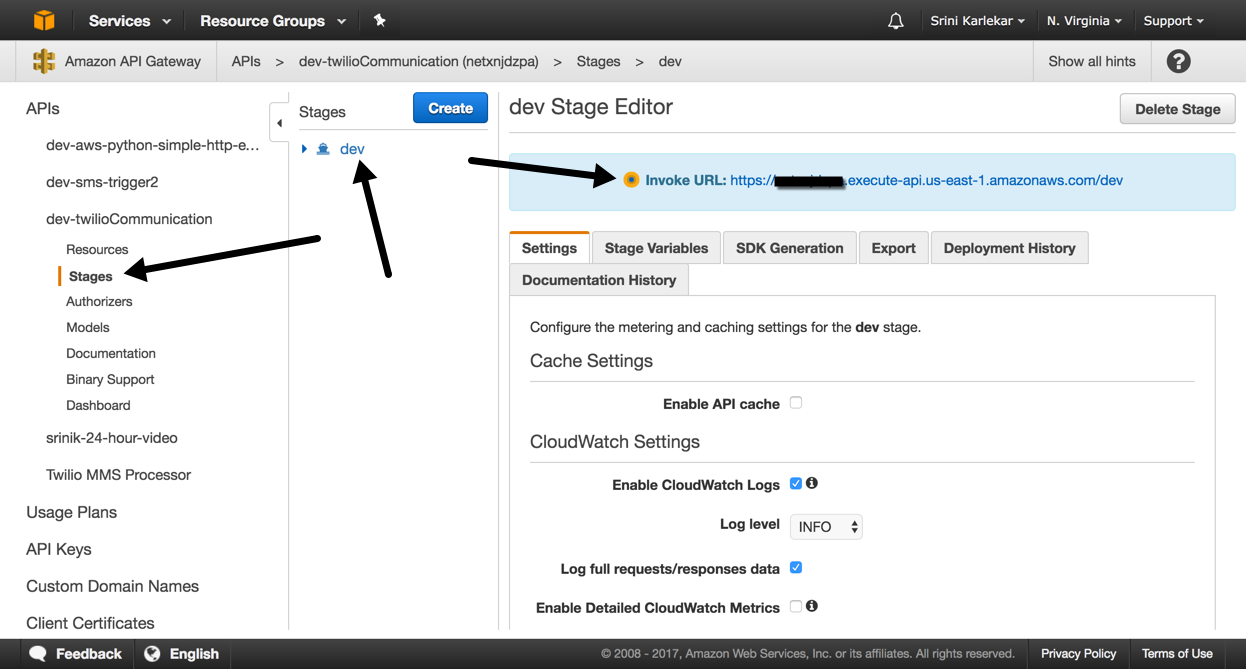 Services Resource Groups Srini Karlekar N. Virginia Support
Amazon API Gateway APIs > dev-twilioCommunication (netxnjdzpa) > Stages > dev Show all hints ?
APIs
dev-aws-python-simple-http-e...
dev-sms-trigger2
dev-twilioCommunication
Resources
Stages
Authorizers
Models
Documentation
Binary Support
Dashboard
srinik-24-hour-video
Twilio MMS Processor
Usage Plans
API Keys
Custom Domain Names
Client Certificates
Stages Create
dev
dev Stage Editor Delete Stage
Invoke URL: https:// .execute-api.us-east-1.amazonaws.com/dev
Settings Stage Variables SDK Generation Export Deployment History
Documentation History
Configure the metering and caching settings for the dev stage.
Cache Settings
Enable API cache
CloudWatch Settings
Enable CloudWatch Logs
Log level INFO
Log full requests/responses data
Enable Detailed CloudWatch Metrics
Feedback English © 2008 - 2017, Amazon Web Services, Inc. or its affiliates. All rights reserved. Privacy Policy Terms of Use